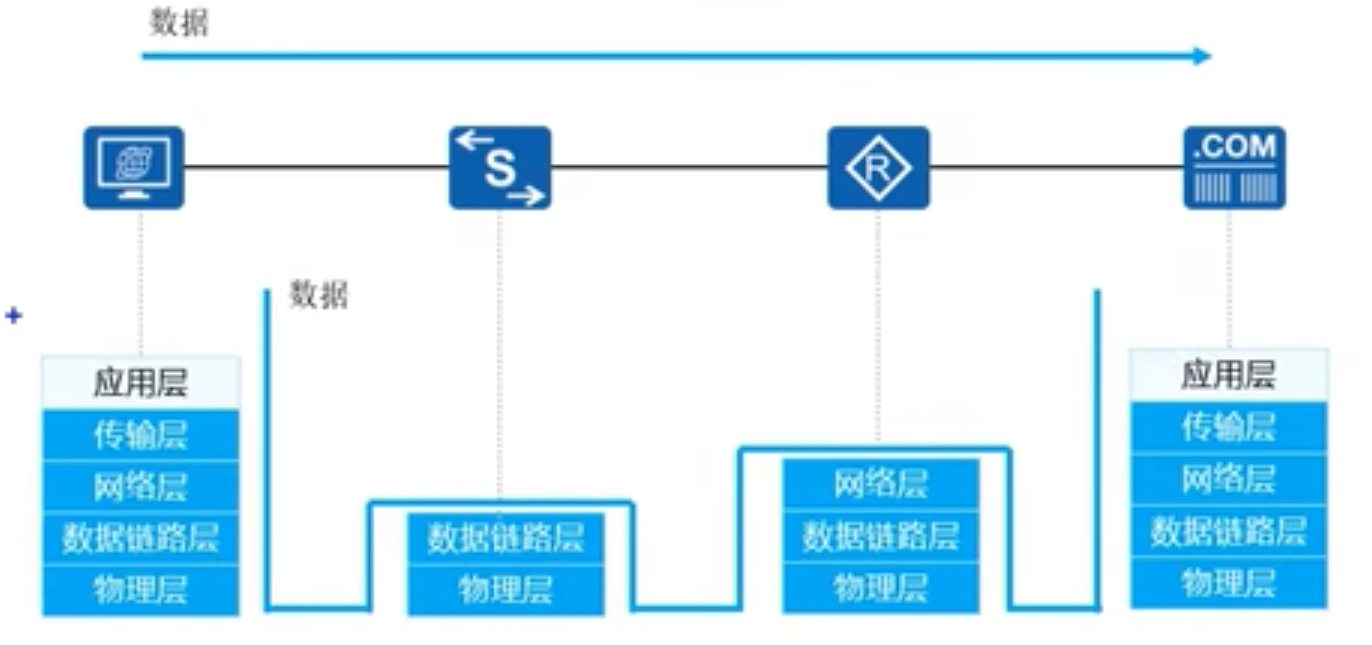 数据
S
R
.COM
数据
应用层
传输层
网络层
数据链路层
物理层
数据链路层
物理层
网络层
数据链路层
物理层
应用层
传输层
网络层
数据链路层
物理层